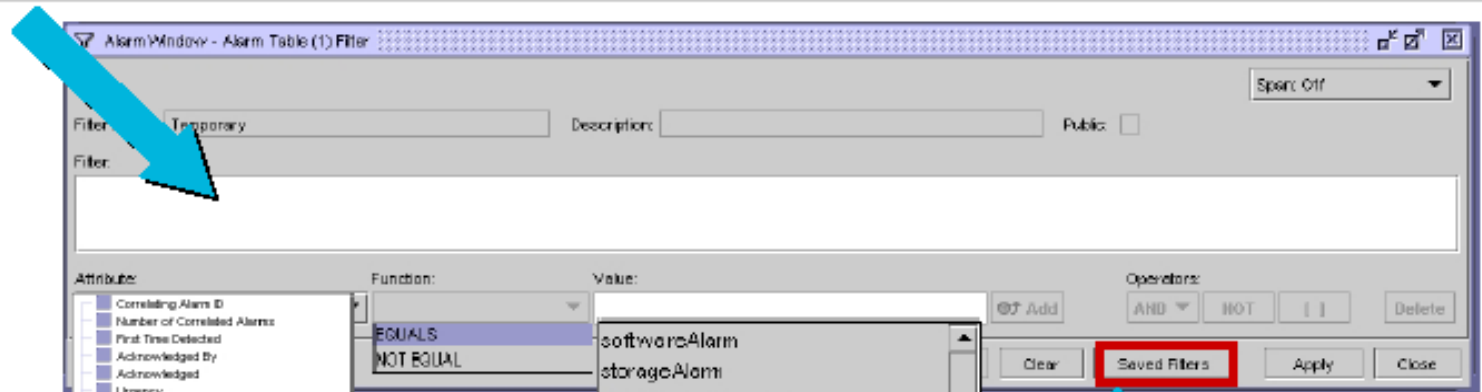 Alarm Window - Alarm Table (1) Filter
Span: Off
Filter Temporary Description: Public:
Filter:
Attribute: Function: Value: Operators:
Correlating Alarm ID
Number of Correlated Alarms
First Time Detected
Acknowledged By
Acknowledged
Urgency
EQUALS
NOT EQUAL
softwareAlarm
storageAlarm
Add AND NOT [ ] Delete
Clear Saved Filters Apply Close